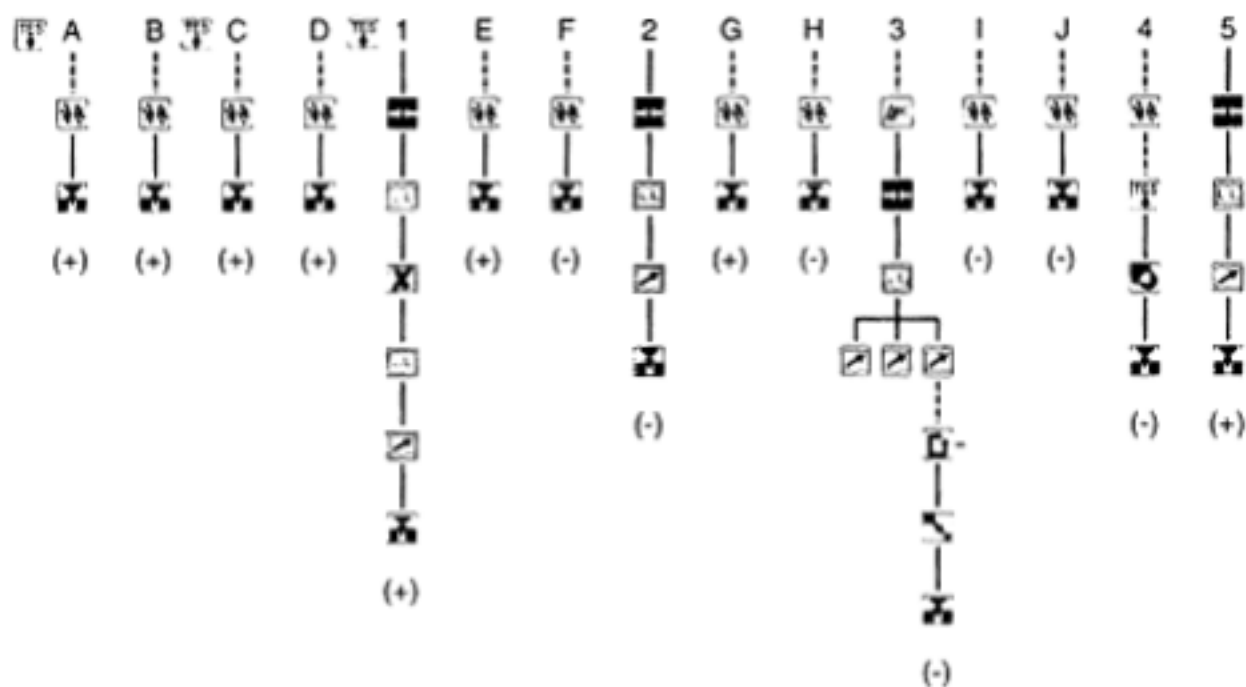 A B C D 1 E F 2 G H 3 I J 4 5
(+) (+) (+) (+) (+) (-) (+) (-) (-) (-)
(-) (-) (+)
(+)
(-)